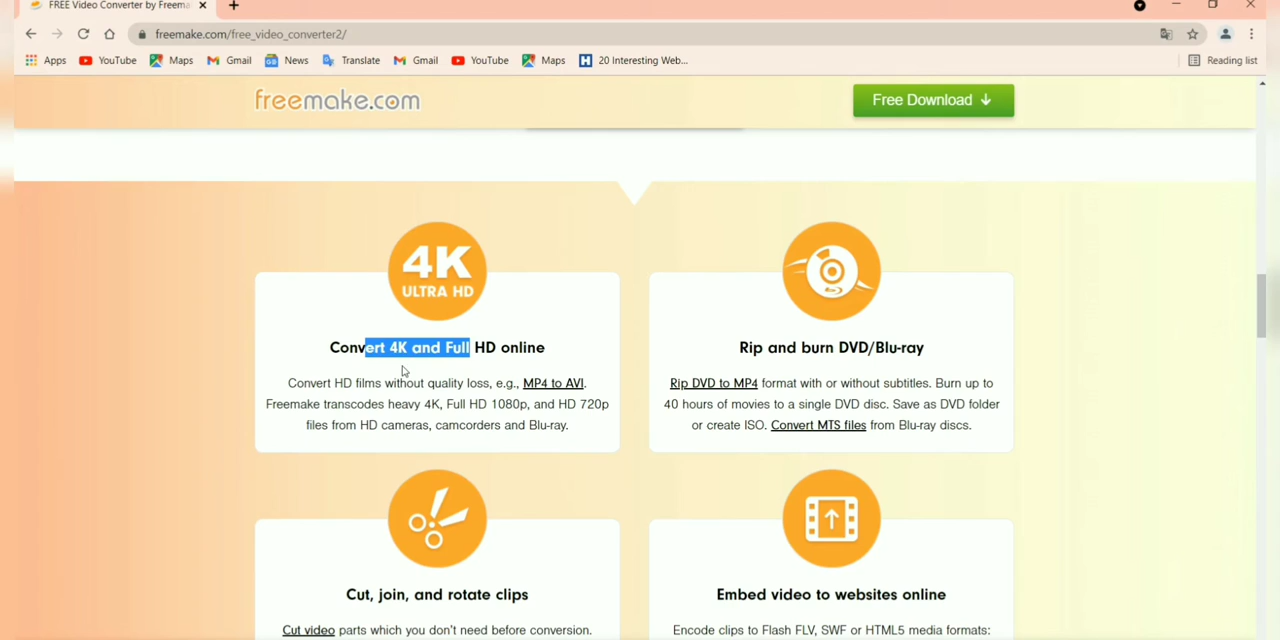 FREE Video Converter by Freema
freemake.com/free_video_converter2/
Apps YouTube Maps Gmail News Translate Gmail YouTube Maps 20 Interesting Web... Reading list
freemake.com
Free Download ↓
4K
ULTRA HD
Convert 4K and Full HD online
Convert HD films without quality loss, e.g., MP4 to AVI.
Freemake transcodes heavy 4K, Full HD 1080p, and HD 720p
files from HD cameras, camcorders and Blu-ray.
Rip and burn DVD/Blu-ray
Rip DVD to MP4 format with or without subtitles. Burn up to
40 hours of movies to a single DVD disc. Save as DVD folder
or create ISO. Convert MTS files from Blu-ray discs.
Cut, join, and rotate clips
Cut video parts which you don't need before conversion.
Embed video to websites online
Encode clips to Flash FLV, SWF or HTML5 media formats: